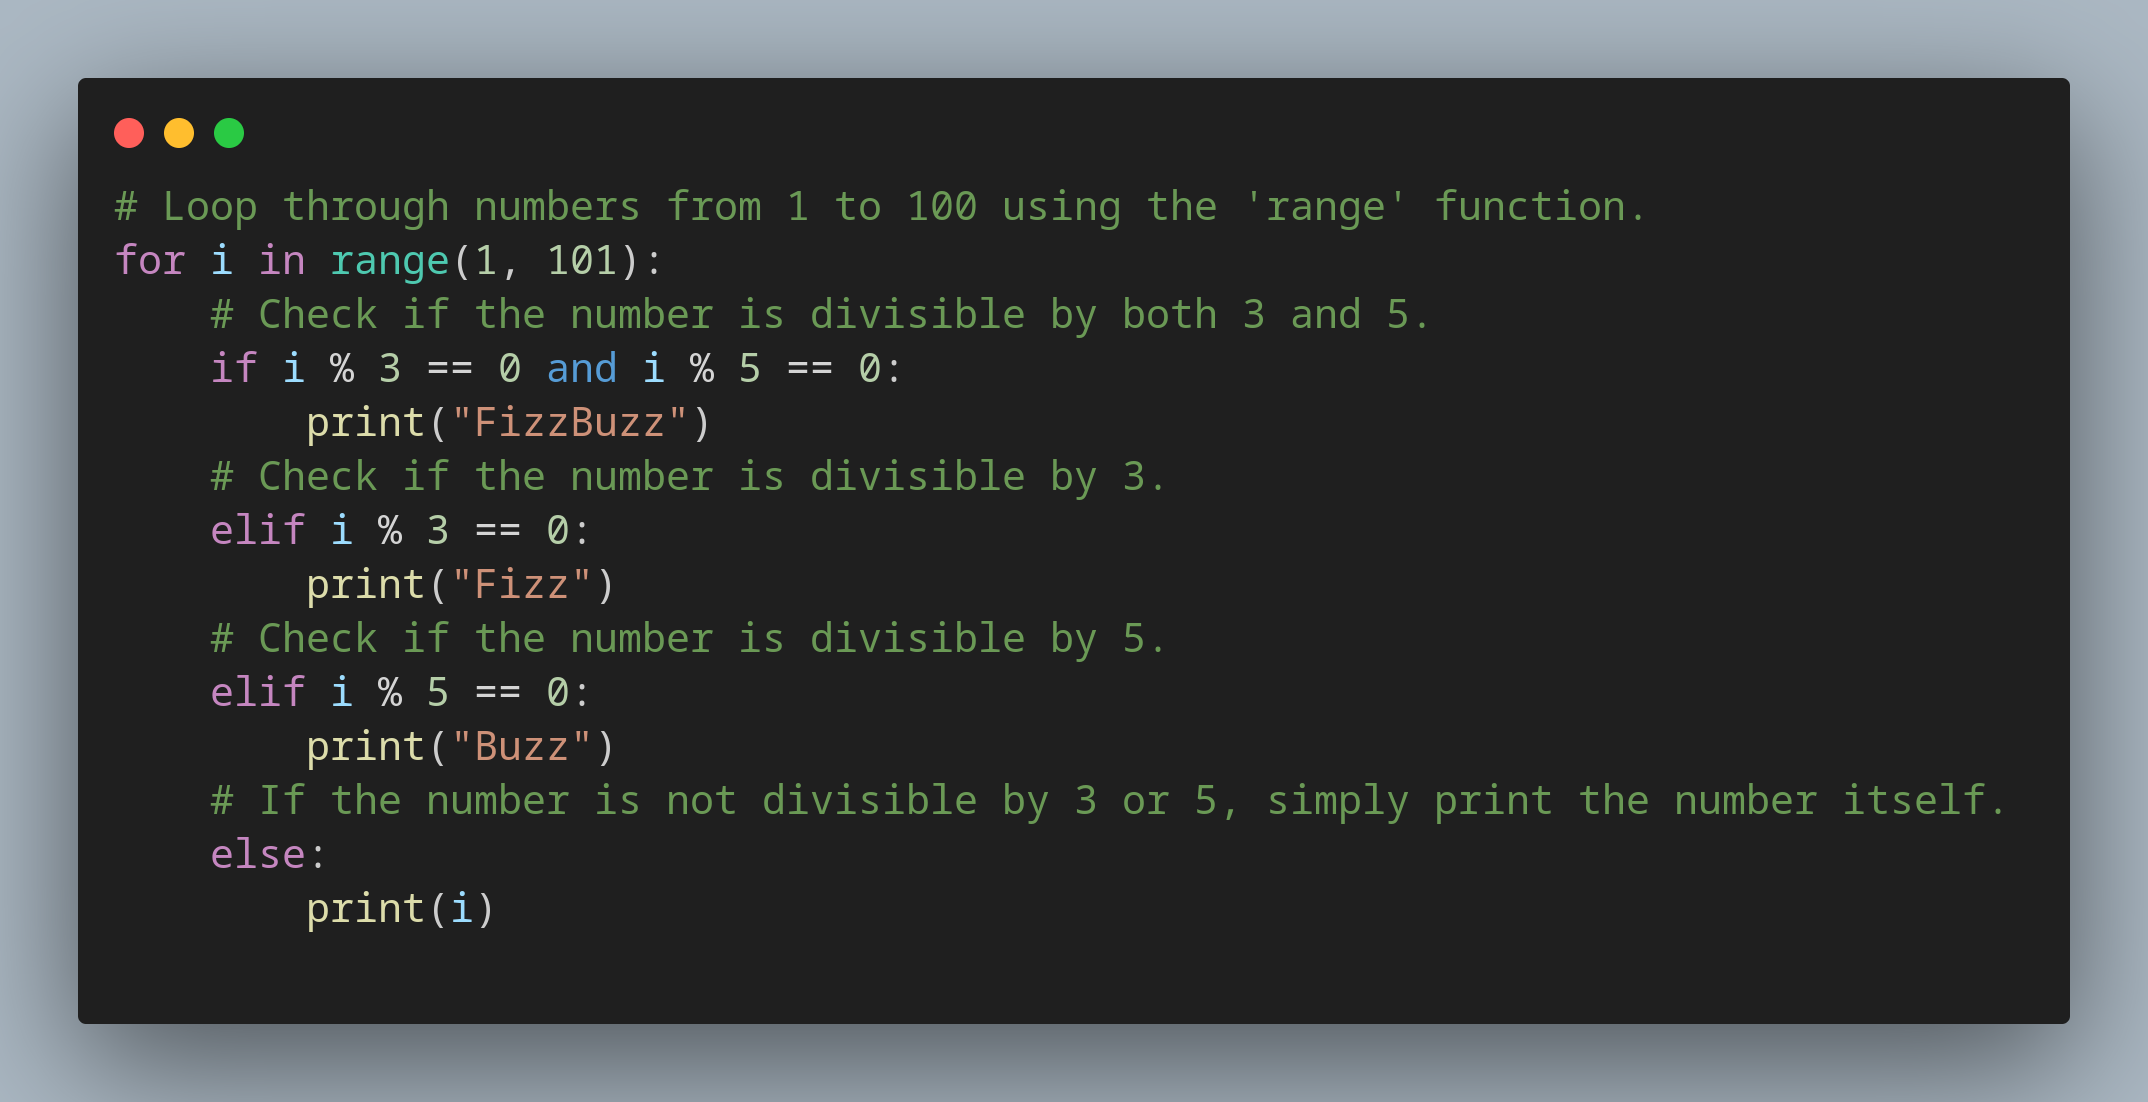 # Loop through numbers from 1 to 100 using the 'range' function.
for i in range(1, 101):
    # Check if the number is divisible by both 3 and 5.
    if i % 3 == 0 and i % 5 == 0:
        print("FizzBuzz")
    # Check if the number is divisible by 3.
    elif i % 3 == 0:
        print("Fizz")
    # Check if the number is divisible by 5.
    elif i % 5 == 0:
        print("Buzz")
    # If the number is not divisible by 3 or 5, simply print the number itself.
    else:
        print(i)